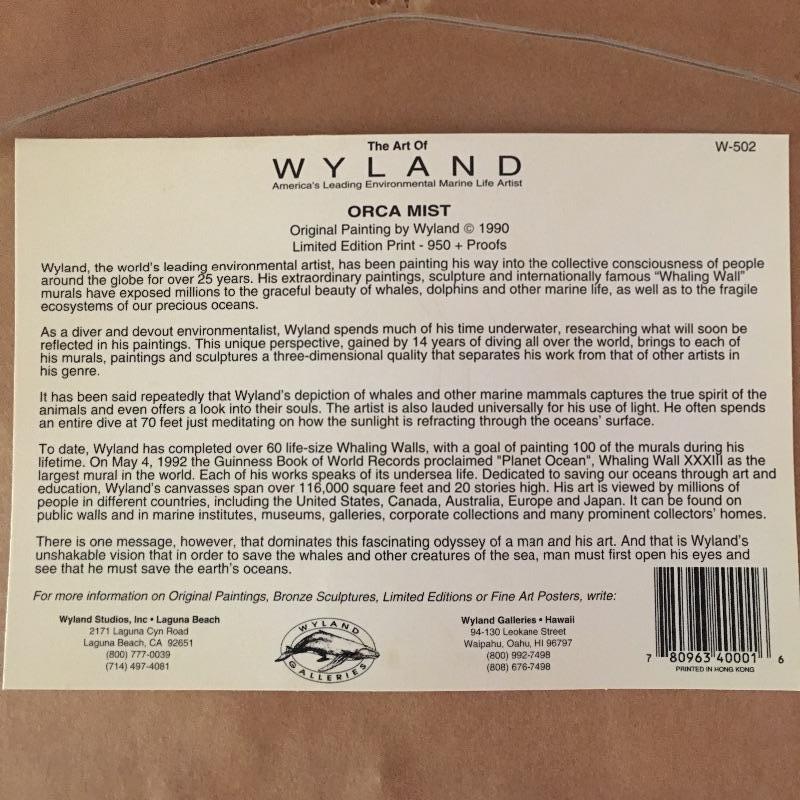 The Art Of
W-502
WYLAND
America's Leading Environmental Marine Life Artist
ORCA MIST
Original Painting by Wyland © 1990
Limited Edition Print - 950 + Proofs
Wyland, the world's leading environmental artist, has been painting his way into the collective consciousness of people
around the globe for over 25 years. His extraordinary paintings, sculpture and internationally famous "Whaling Wall"
murals have exposed millions to the graceful beauty of whales, dolphins and other marine life, as well as to the fragile
ecosystems of our precious oceans.
As a diver and devout environmentalist, Wyland spends much of his time underwater, researching what will soon be
reflected in his paintings. This unique perspective, gained by 14 years of diving all over the world, brings to each of
his murals, paintings and sculptures a three-dimensional quality that separates his work from that of other artists in
his genre.
It has been said repeatedly that Wyland's depiction of whales and other marine mammals captures the true spirit of the
animals and even offers a look into their souls. The artist is also lauded universally for his use of light. He often spends
an entire dive at 70 feet just meditating on how the sunlight is refracting through the oceans' surface.
To date, Wyland has completed over 60 life-size Whaling Walls, with a goal of painting 100 of the murals during his
lifetime. On May 4, 1992 the Guinness Book of World Records proclaimed "Planet Ocean", Whaling Wall XXXIII as the
largest mural in the world. Each of his works speaks of its undersea life. Dedicated to saving our oceans through art and
education, Wyland's canvasses span over 116,000 square feet and 20 stories high. His art is viewed by millions of
people in different countries, including the United States, Canada, Australia, Europe and Japan. It can be found on
public walls and in marine institutes, museums, galleries, corporate collections and many prominent collectors' homes.
There is one message, however, that dominates this fascinating odyssey of a man and his art. And that is Wyland's
unshakable vision that in order to save the whales and other creatures of the sea, man must first open his eyes and
see that he must save the earth's oceans.
For more information on Original Paintings, Bronze Sculptures, Limited Editions or Fine Art Posters, write:
Wyland Studios, Inc • Laguna Beach
2171 Laguna Cyn Road
Laguna Beach, CA 92651
(800) 777-0039
(714) 497-4081
WYLAND
GALLERIES
Wyland Galleries • Hawaii
94-130 Leokane Street
Waipahu, Oahu, HI 96797
(800) 992-7498
(808) 676-7498
7 80963 40001 6
PRINTED IN HONG KONG